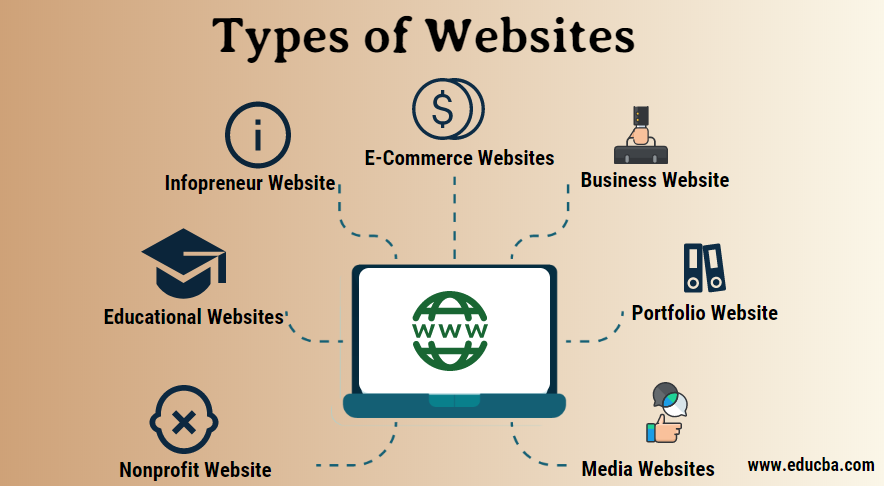 Types of Websites
E-Commerce Websites
Infopreneur Website
Business Website
Educational Websites
Portfolio Website
WWW
Nonprofit Website
Media Websites
www.educba.com